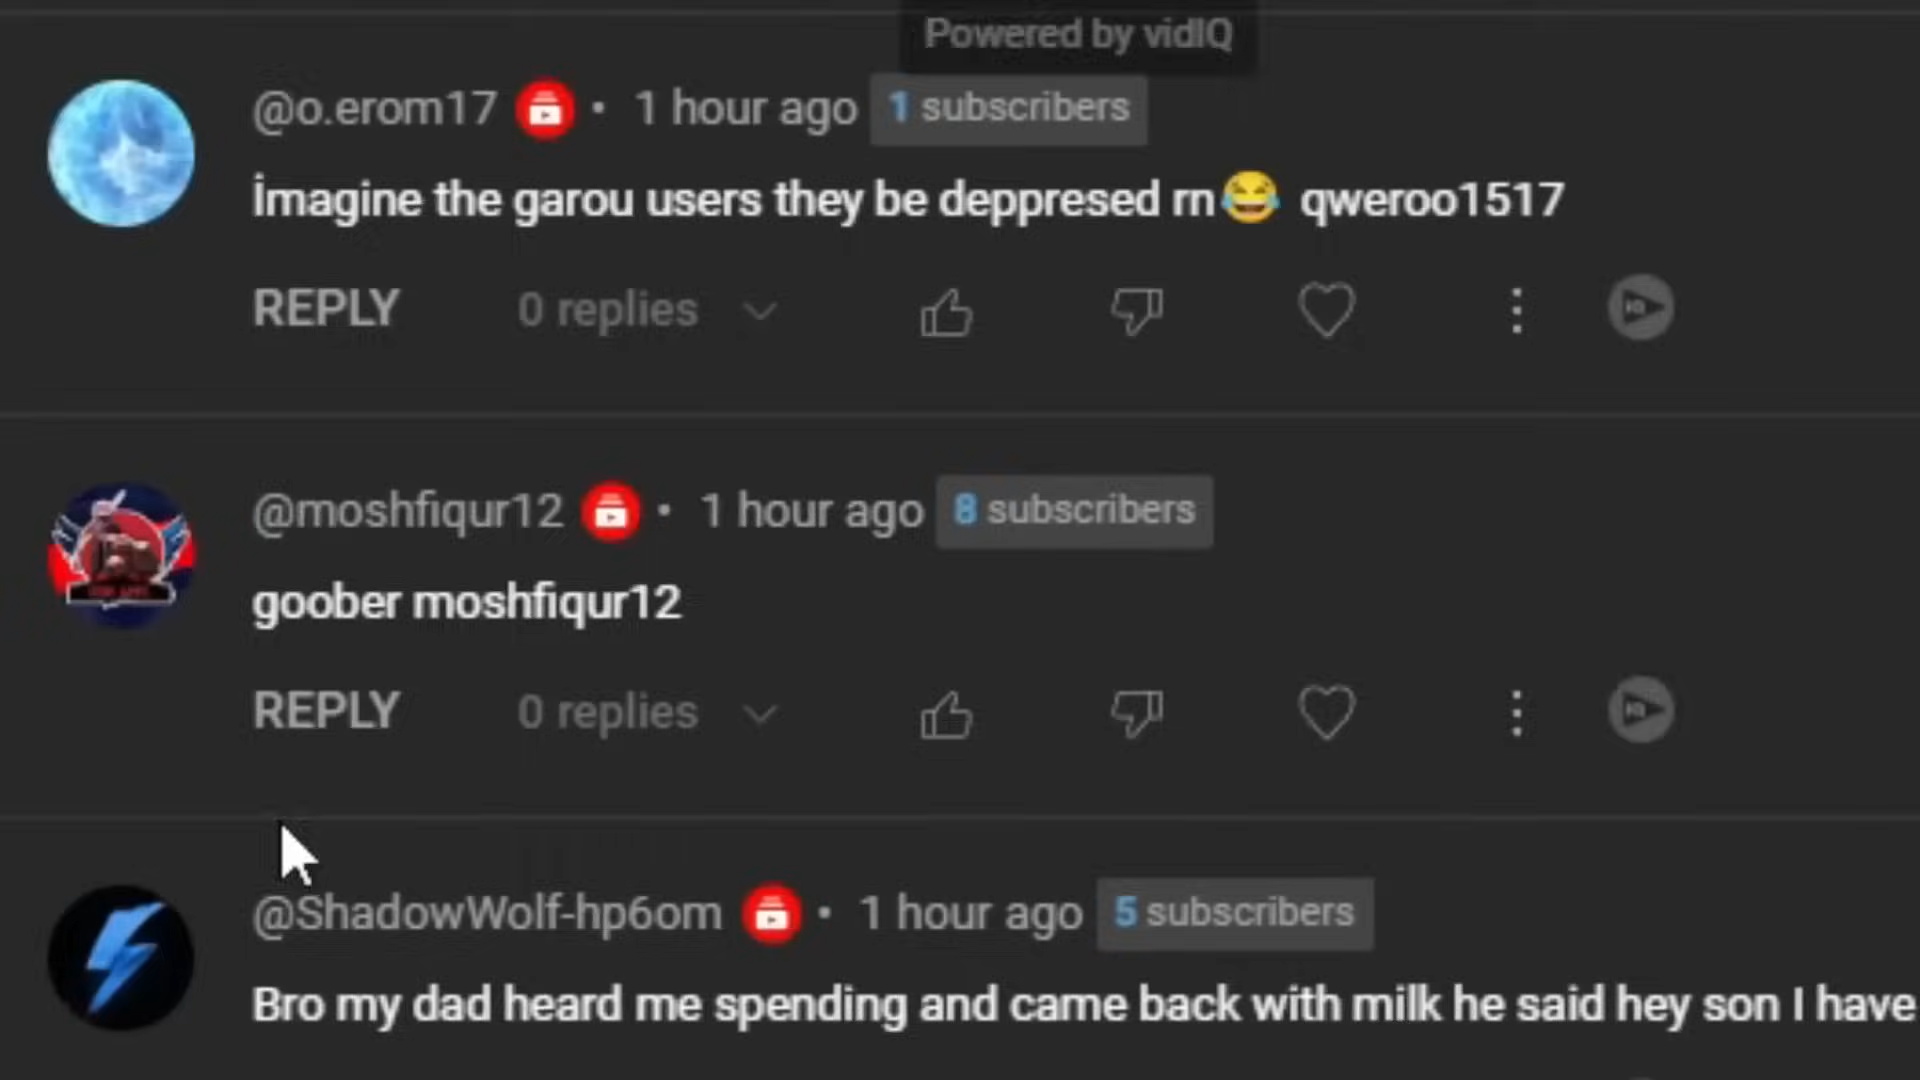 Powered by vidIQ
@o.erom17 • 1 hour ago 1 subscribers
İmagine the garou users they be deppresed rn😂 qweroo1517
REPLY 0 replies
@moshfiqur12 • 1 hour ago 8 subscribers
goober moshfiqur12
REPLY 0 replies
@ShadowWolf-hp6om • 1 hour ago 5 subscribers
Bro my dad heard me spending and came back with milk he said hey son I have